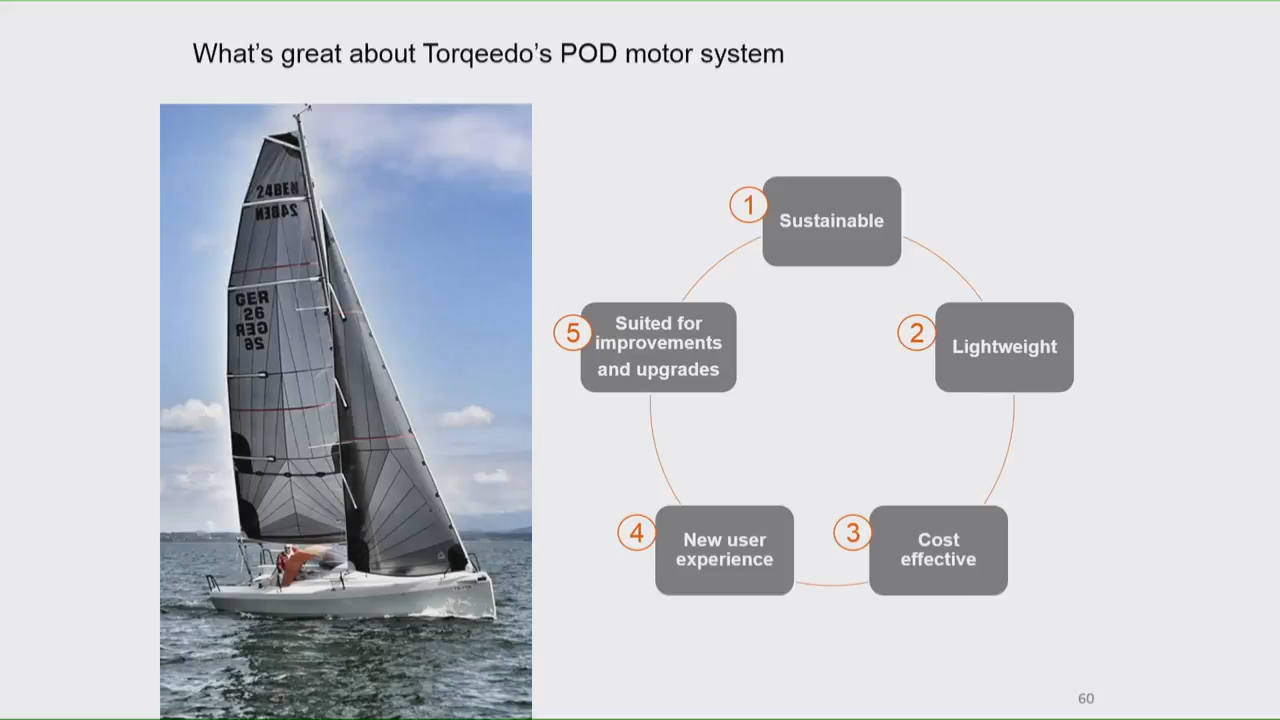 What's great about Torqeedo's POD motor system
24BEN
24BEN
GER
26
GER
26
1
Sustainable
2
Lightweight
3
Cost
effective
4
New user
experience
5
Suited for
improvements
and upgrades
60